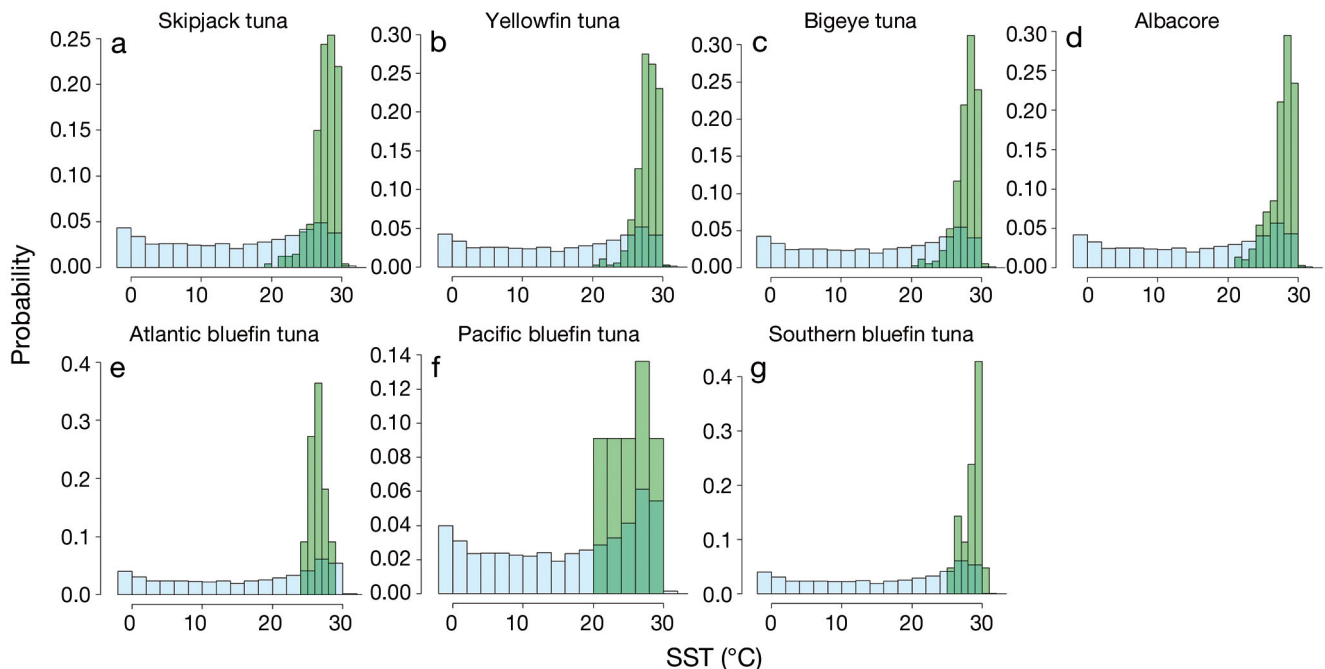 Skipjack tuna
Yellowfin tuna
Bigeye tuna
Albacore
a
0.25
0.20
0.15
0.10
0.05
0.00
0 10 20 30
b
0.30
0.25
0.20
0.15
0.10
0.05
0.00
0 10 20 30
c
0.30
0.25
0.20
0.15
0.10
0.05
0.00
0 10 20 30
d
0.30
0.25
0.20
0.15
0.10
0.05
0.00
0 10 20 30
Probability
Atlantic bluefin tuna
Pacific bluefin tuna
Southern bluefin tuna
e
0.4
0.3
0.2
0.1
0.0
0 10 20 30
f
0.14
0.12
0.10
0.08
0.06
0.04
0.02
0.00
0 10 20 30
g
0.4
0.3
0.2
0.1
0.0
0 10 20 30
SST (°C)